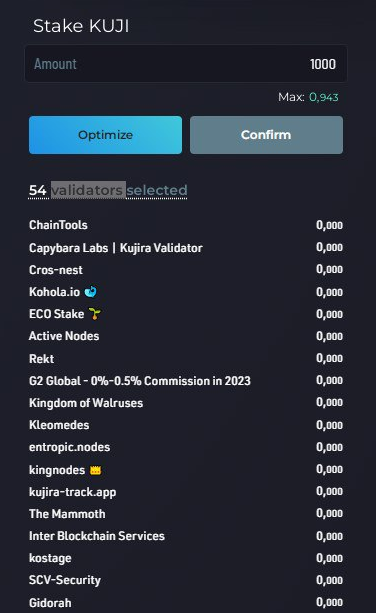 Stake KUJI
Amount 1000
Max: 0,943
Optimize Confirm
54 validators selected
ChainTools 0,000
Capybara Labs | Kujira Validator 0,000
Cros-nest 0,000
Kohola.io 0,000
ECO Stake 🌱 0,000
Active Nodes 0,000
Rekt 0,000
G2 Global - 0%-0.5% Commission in 2023 0,000
Kingdom of Walruses 0,000
Kleomedes 0,000
entropic.nodes 0,000
kingnodes 👑 0,000
kujira-track.app 0,000
The Mammoth 0,000
Inter Blockchain Services 0,000
kostage 0,000
SCV-Security 0,000
Gidorah 0,000